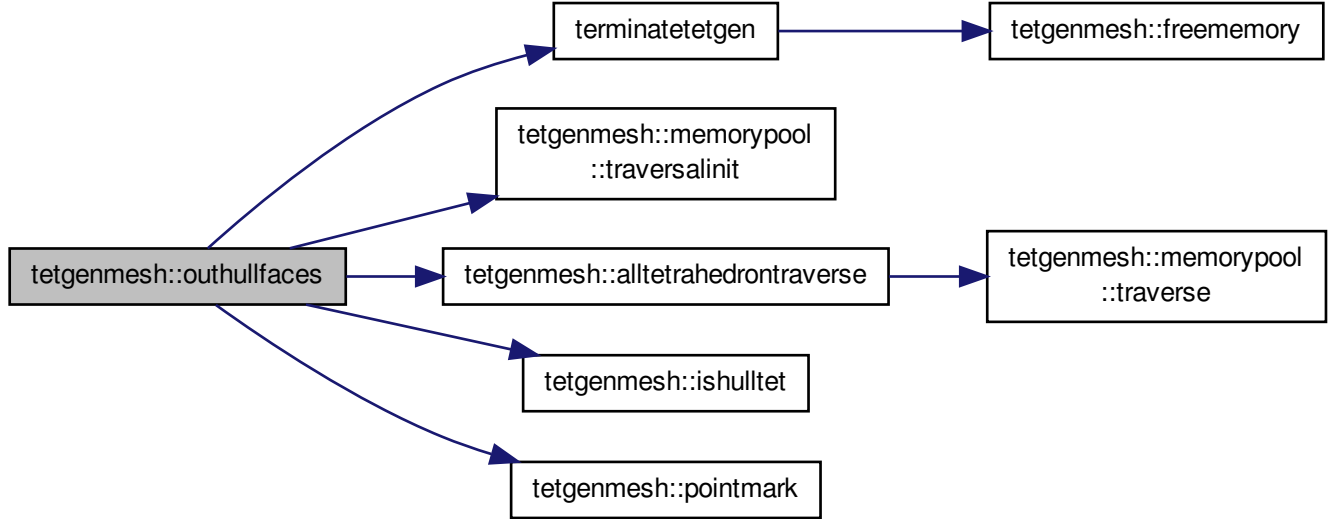 terminatetetgen
tetgenmesh::freememory
tetgenmesh::memorypool
::traversalinit
tetgenmesh::outhullfaces
tetgenmesh::alltetrahedrontraverse
tetgenmesh::memorypool
::traverse
tetgenmesh::ishulltet
tetgenmesh::pointmark